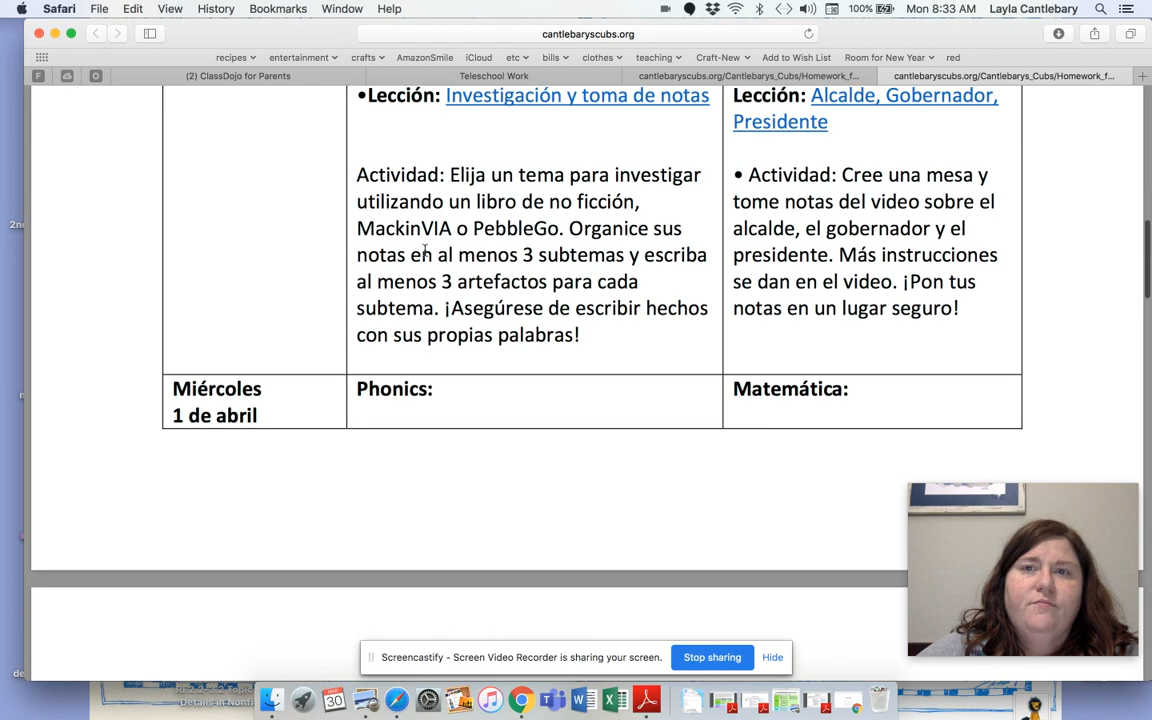 Safari File Edit View History Bookmarks Window Help 100% Mon 8:33 AM Layla Cantlebary
cantlebaryscubs.org
recipes entertainment crafts AmazonSmile iCloud etc bills clothes teaching Craft-New Add to Wish List Room for New Year red
F O (2) ClassDojo for Parents Teleschool Work cantlebaryscubs.org/Cantlebarys_Cubs/Homework_f... cantlebaryscubs.org/Cantlebarys_Cubs/Homework_f...
•Lección: Investigación y toma de notas
Actividad: Elija un tema para investigar
utilizando un libro de no ficción,
MackinVIA o PebbleGo. Organice sus
notas en al menos 3 subtemas y escriba
al menos 3 artefactos para cada
subtema. ¡Asegúrese de escribir hechos
con sus propias palabras!
Lección: Alcalde, Gobernador,
Presidente
• Actividad: Cree una mesa y
tome notas del video sobre el
alcalde, el gobernador y el
presidente. Más instrucciones
se dan en el video. ¡Pon tus
notas en un lugar seguro!
Miércoles
1 de abril
Phonics:
Matemática:
2n
de
Screencastify - Screen Video Recorder is sharing your screen. Stop sharing Hide
MAR
30